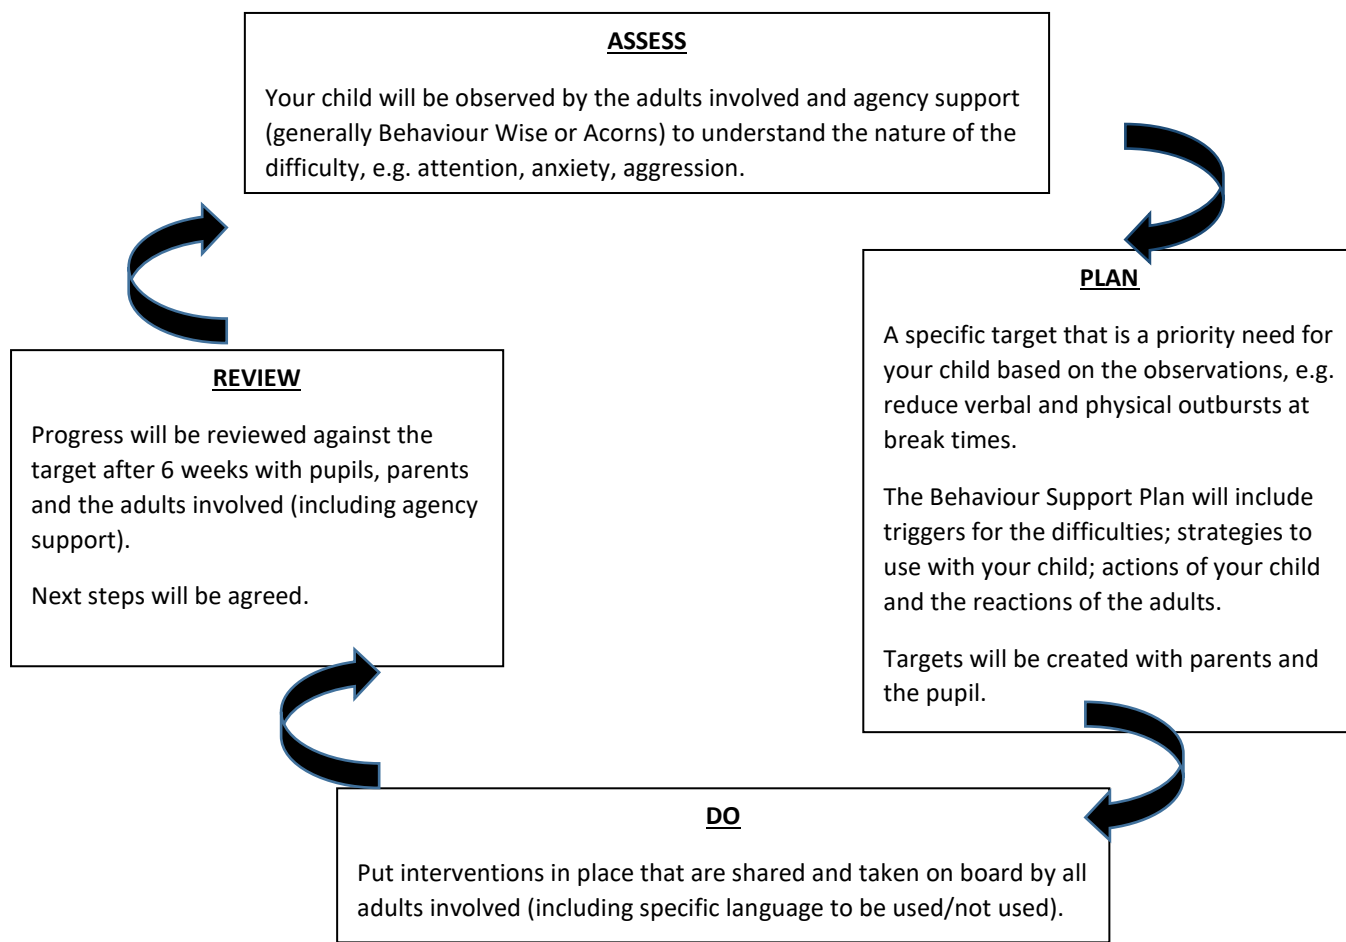 ASSESS
Your child will be observed by the adults involved and agency support
(generally Behaviour Wise or Acorns) to understand the nature of the
difficulty, e.g. attention, anxiety, aggression.
PLAN
A specific target that is a priority need for
your child based on the observations, e.g.
reduce verbal and physical outbursts at
break times.
The Behaviour Support Plan will include
triggers for the difficulties; strategies to
use with your child; actions of your child
and the reactions of the adults.
Targets will be created with parents and
the pupil.
DO
Put interventions in place that are shared and taken on board by all
adults involved (including specific language to be used/not used).
REVIEW
Progress will be reviewed against the
target after 6 weeks with pupils, parents
and the adults involved (including agency
support).
Next steps will be agreed.